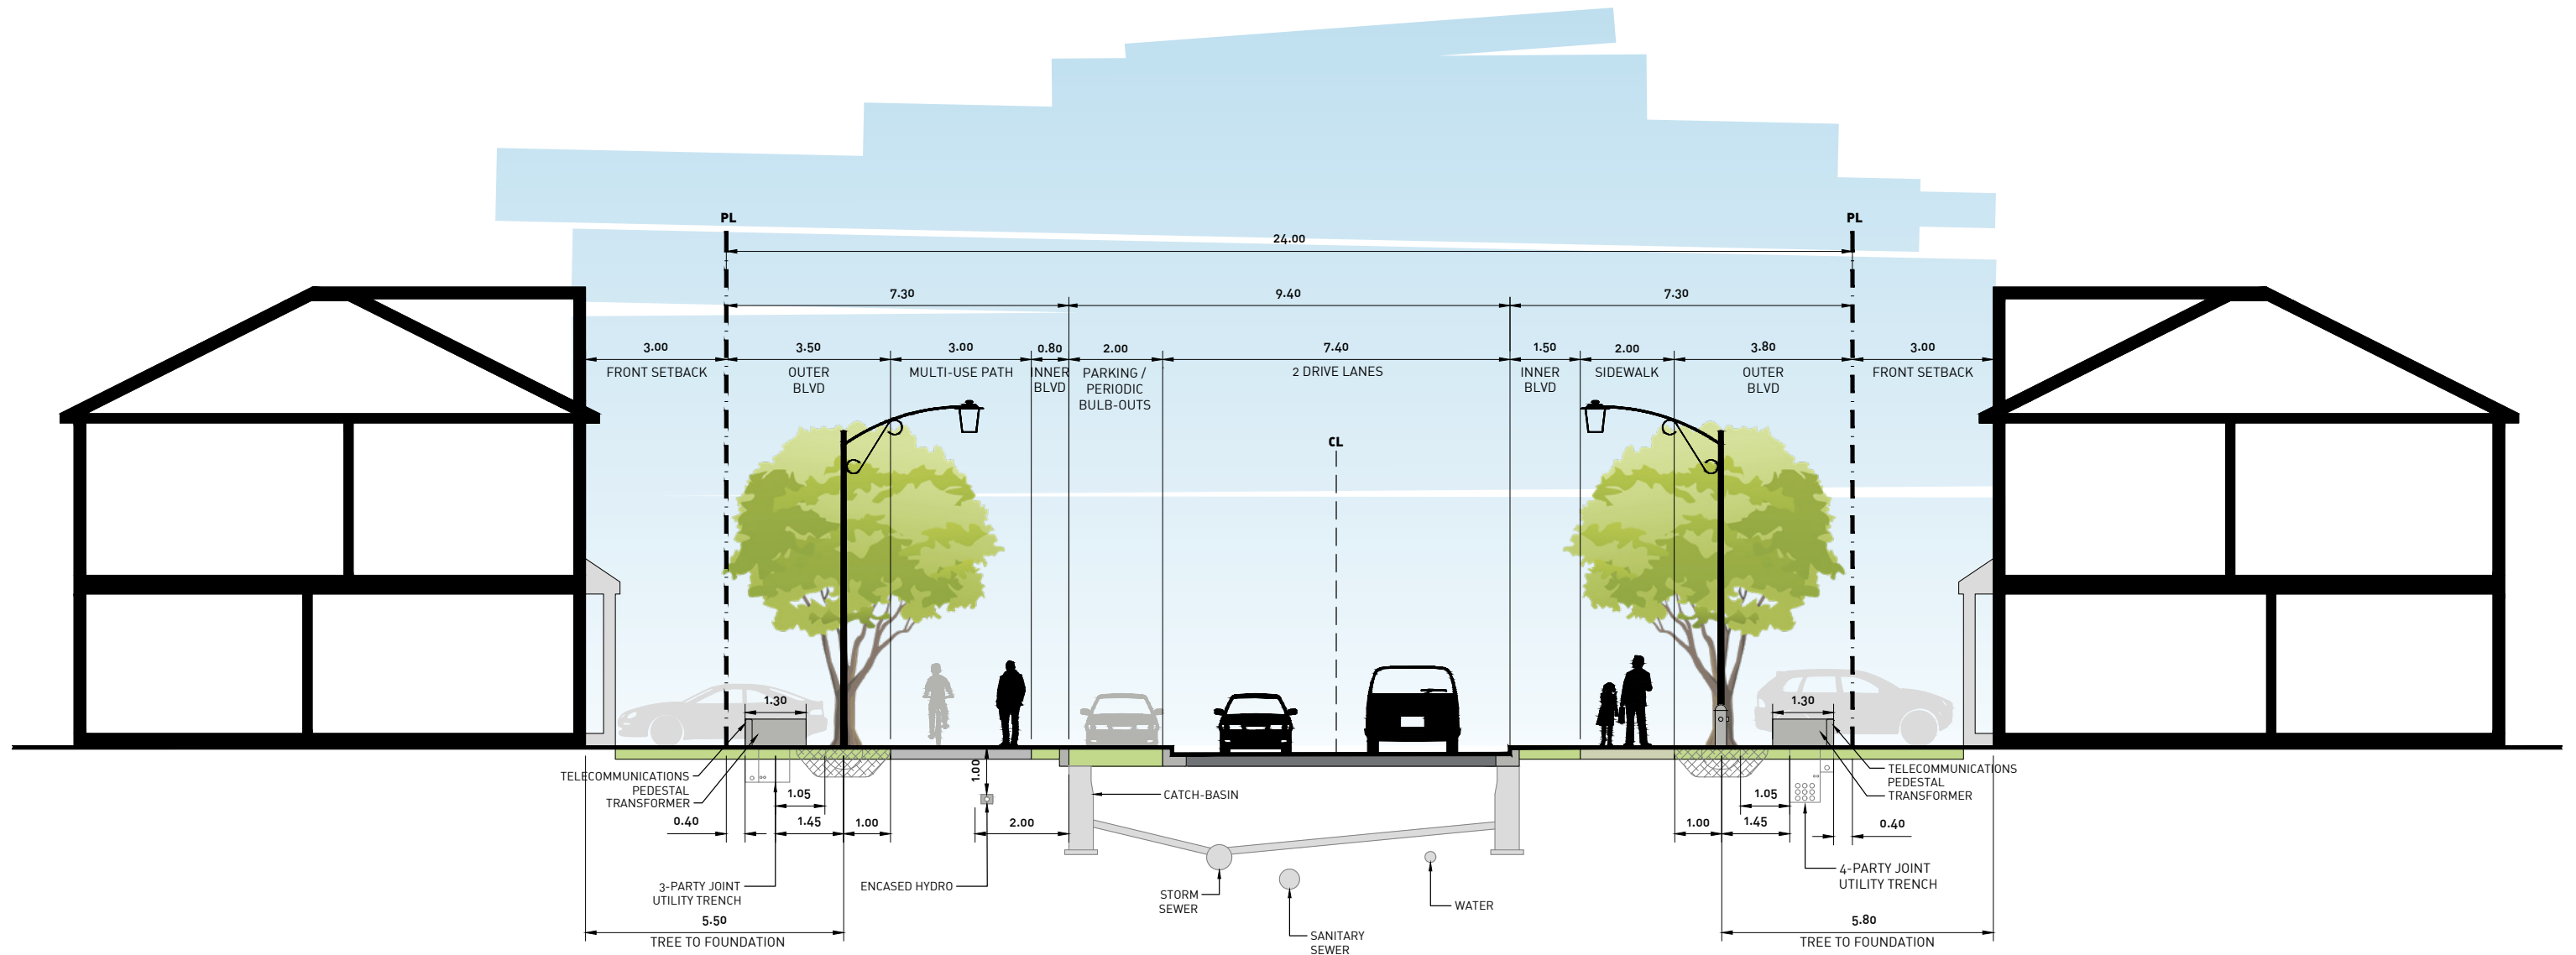 PL
PL
24.00
7.30
9.40
7.30
3.00
3.50
3.00
0.80
2.00
7.40
1.50
2.00
3.80
3.00
FRONT SETBACK
OUTER
BLVD
MULTI-USE PATH
INNER
BLVD
PARKING /
PERIODIC
BULB-OUTS
2 DRIVE LANES
INNER
BLVD
SIDEWALK
OUTER
BLVD
FRONT SETBACK
CL
1.30
1.30
TELECOMMUNICATIONS
PEDESTAL
TRANSFORMER
1.05
0.40
1.45
1.00
1.00
2.00
CATCH-BASIN
1.05
1.00
1.45
0.40
TELECOMMUNICATIONS
PEDESTAL
TRANSFORMER
3-PARTY JOINT
UTILITY TRENCH
ENCASED HYDRO
STORM
SEWER
SANITARY
SEWER
WATER
4-PARTY JOINT
UTILITY TRENCH
5.50
TREE TO FOUNDATION
5.80
TREE TO FOUNDATION